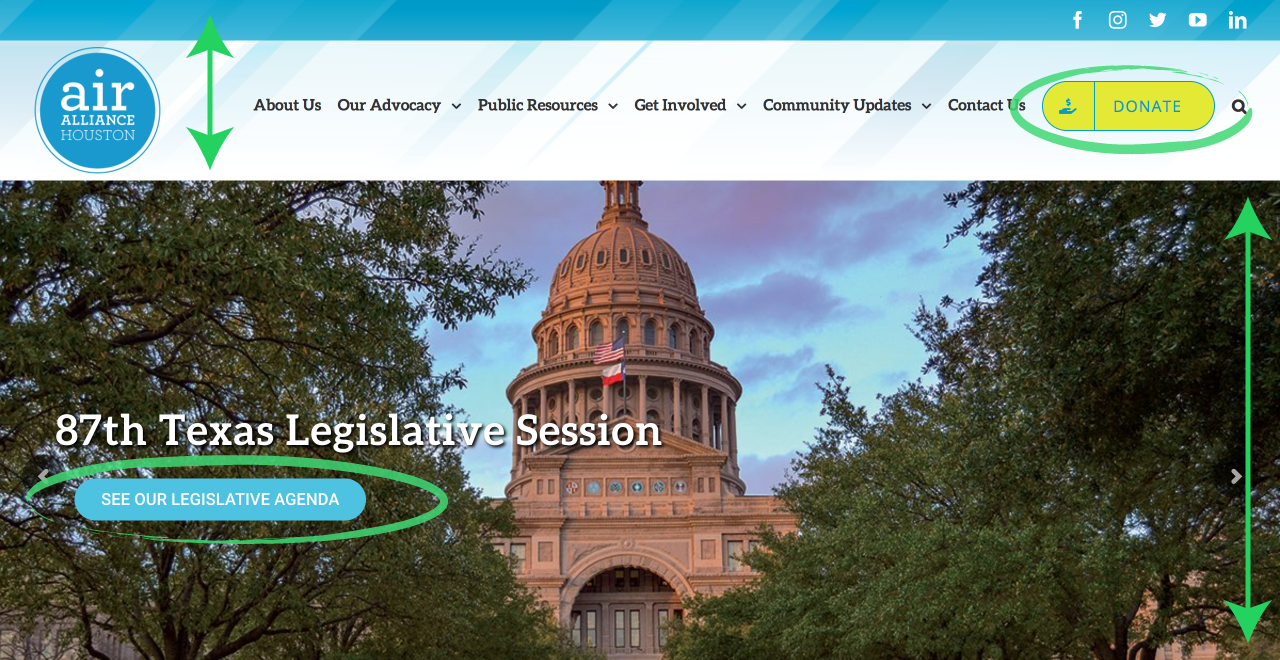 air
ALLIANCE
HOUSTON
About Us Our Advocacy Public Resources Get Involved Community Updates Contact Us DONATE
87th Texas Legislative Session
SEE OUR LEGISLATIVE AGENDA